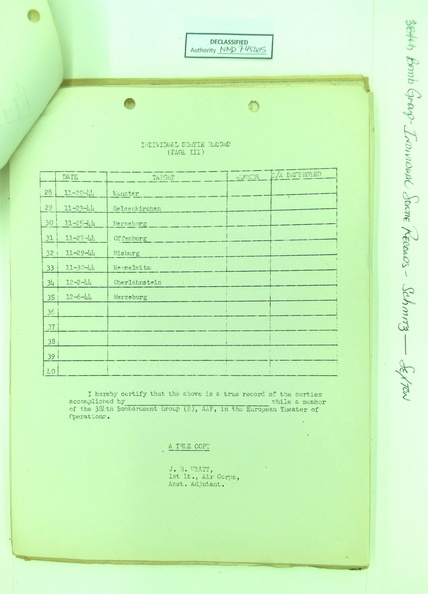 DECLASSIFIED
Authority NND 745005
384th Bomb Group - Individual Sortie Records - Schmitz — Sexton
INDIVIDUAL SORTIE RECORD
(PAGE III)
DATE TARGET E/A DESTROYED
28 11-20-44 Munster
29 11-23-44 Gelsenkirchen
30 11-25-44 Merseburg
31 11-27-44 Offenburg
32 11-29-44 Misburg
33 11-30-44
34 12-2-44 Oberlahnstein
35 12-6-44 Merseburg
36
37
38
39
40
I hereby certify that the above is a true record of the sorties
accomplished by while a member
of the 384th Bombardment Group (H), AAF, in the European Theater of
Operations.
A TRUE COPY
WYATT,
1st Lt., Air Corps,
Asst. Adjutant.